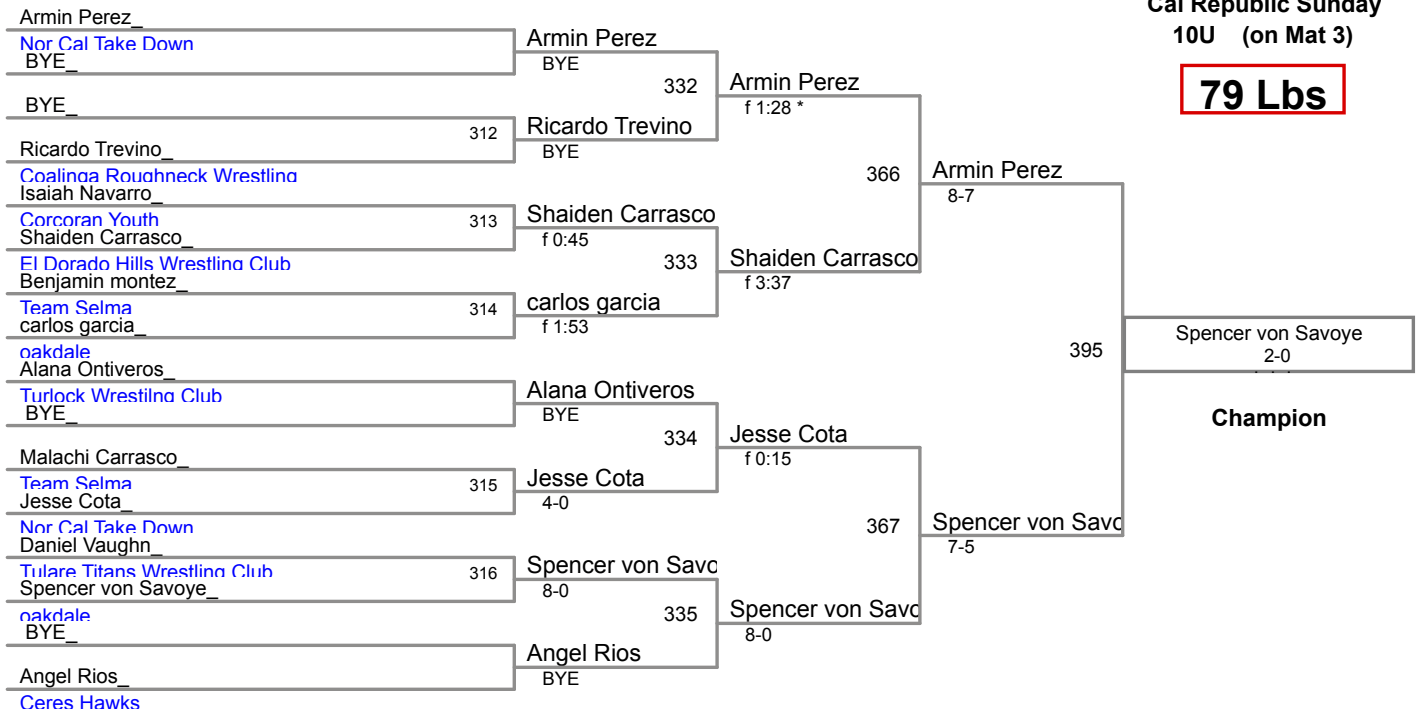 Cal Republic Sunday
10U (on Mat 3)
79 Lbs
Armin Perez_
Nor Cal Take Down
BYE_
BYE_
Ricardo Trevino_
Coalinga Roughneck Wrestling
Isaiah Navarro_
Corcoran Youth
Shaiden Carrasco_
El Dorado Hills Wrestling Club
Benjamin montez_
Team Selma
carlos garcia_
oakdale
Alana Ontiveros_
Turlock Wrestilng Club
BYE_
Malachi Carrasco_
Team Selma
Jesse Cota_
Nor Cal Take Down
Daniel Vaughn_
Tulare Titans Wrestling Club
Spencer von Savoye_
oakdale
BYE_
Angel Rios_
Ceres Hawks
312
313
314
315
316
Armin Perez
BYE
Ricardo Trevino
BYE
Shaiden Carrasco
f 0:45
carlos garcia
f 1:53
Alana Ontiveros
BYE
Jesse Cota
4-0
Spencer von Savo
8-0
Angel Rios
BYE
332
333
334
335
Armin Perez
f 1:28 *
Shaiden Carrasco
f 3:37
Jesse Cota
f 0:15
Spencer von Savo
8-0
366
367
Armin Perez
8-7
Spencer von Savo
7-5
395
Spencer von Savoye
2-0
Champion